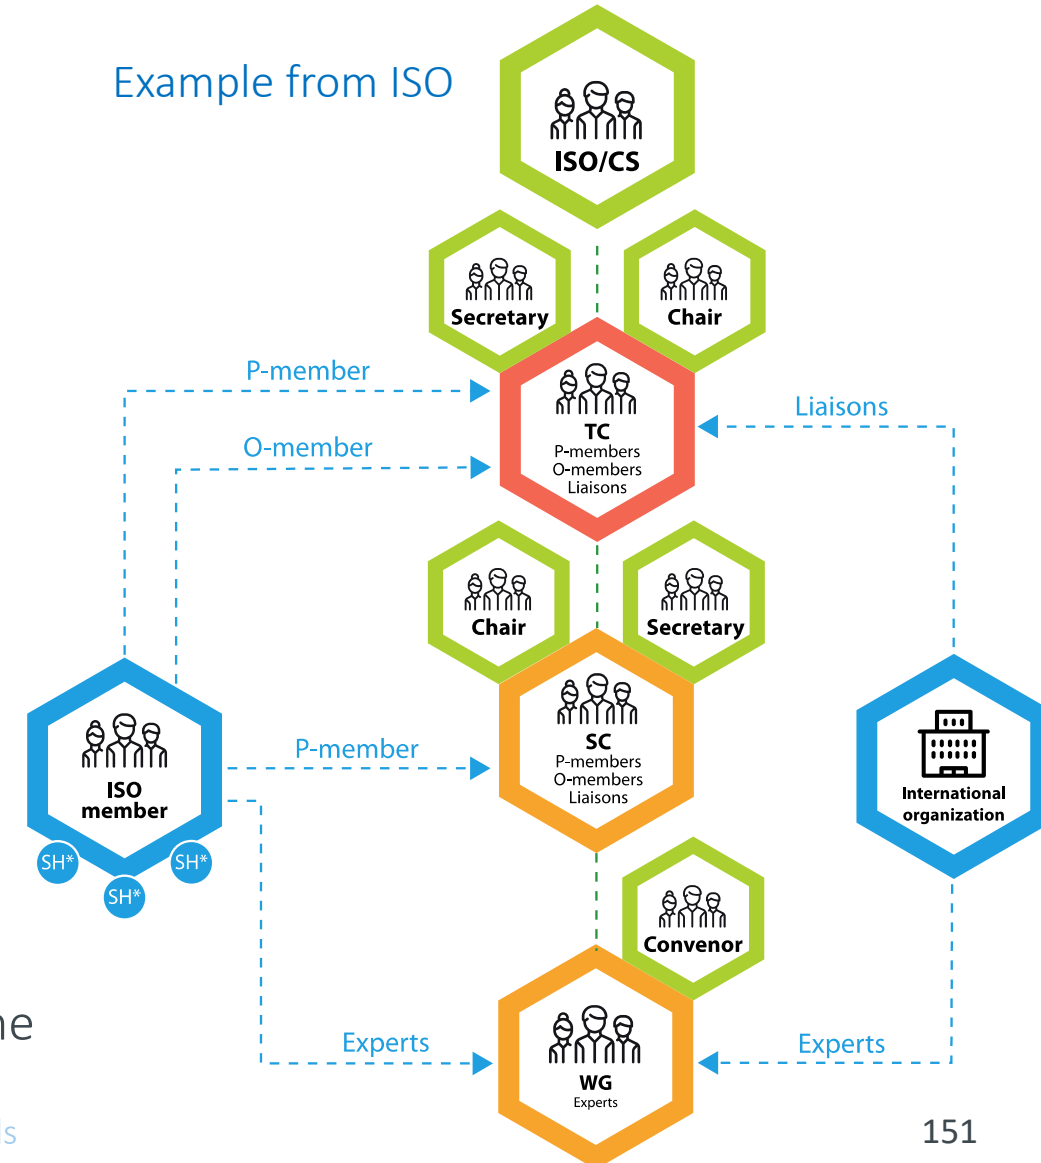 Example from ISO
ISO/CS
Secretary
Chair
P-member
TC
P-members
O-members
Liaisons
O-member
Liaisons
Chair
Secretary
P-member
SC
P-members
O-members
Liaisons
ISO
member
SH*
SH*
SH*
International
organization
Convenor
Experts
WG
Experts
Experts
151